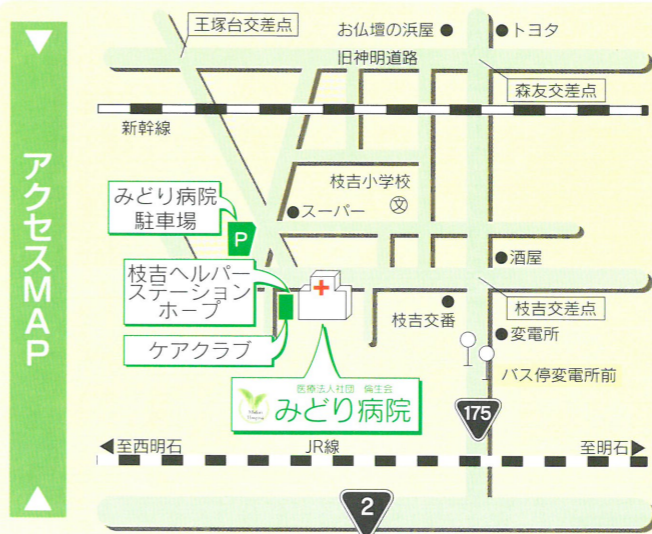 アクセスMAP
王塚台交差点
お仏壇の浜屋
トヨタ
旧神明道路
森友交差点
新幹線
枝吉小学校
文
みどり病院
駐車場
スーパー
P
酒屋
枝吉ヘルパー
ステーション
ホープ
枝吉交差点
枝吉交番
変電所
ケアクラブ
バス停変電所前
医療法人社団
みどり病院
175
至西明石
JR線
至明石
2